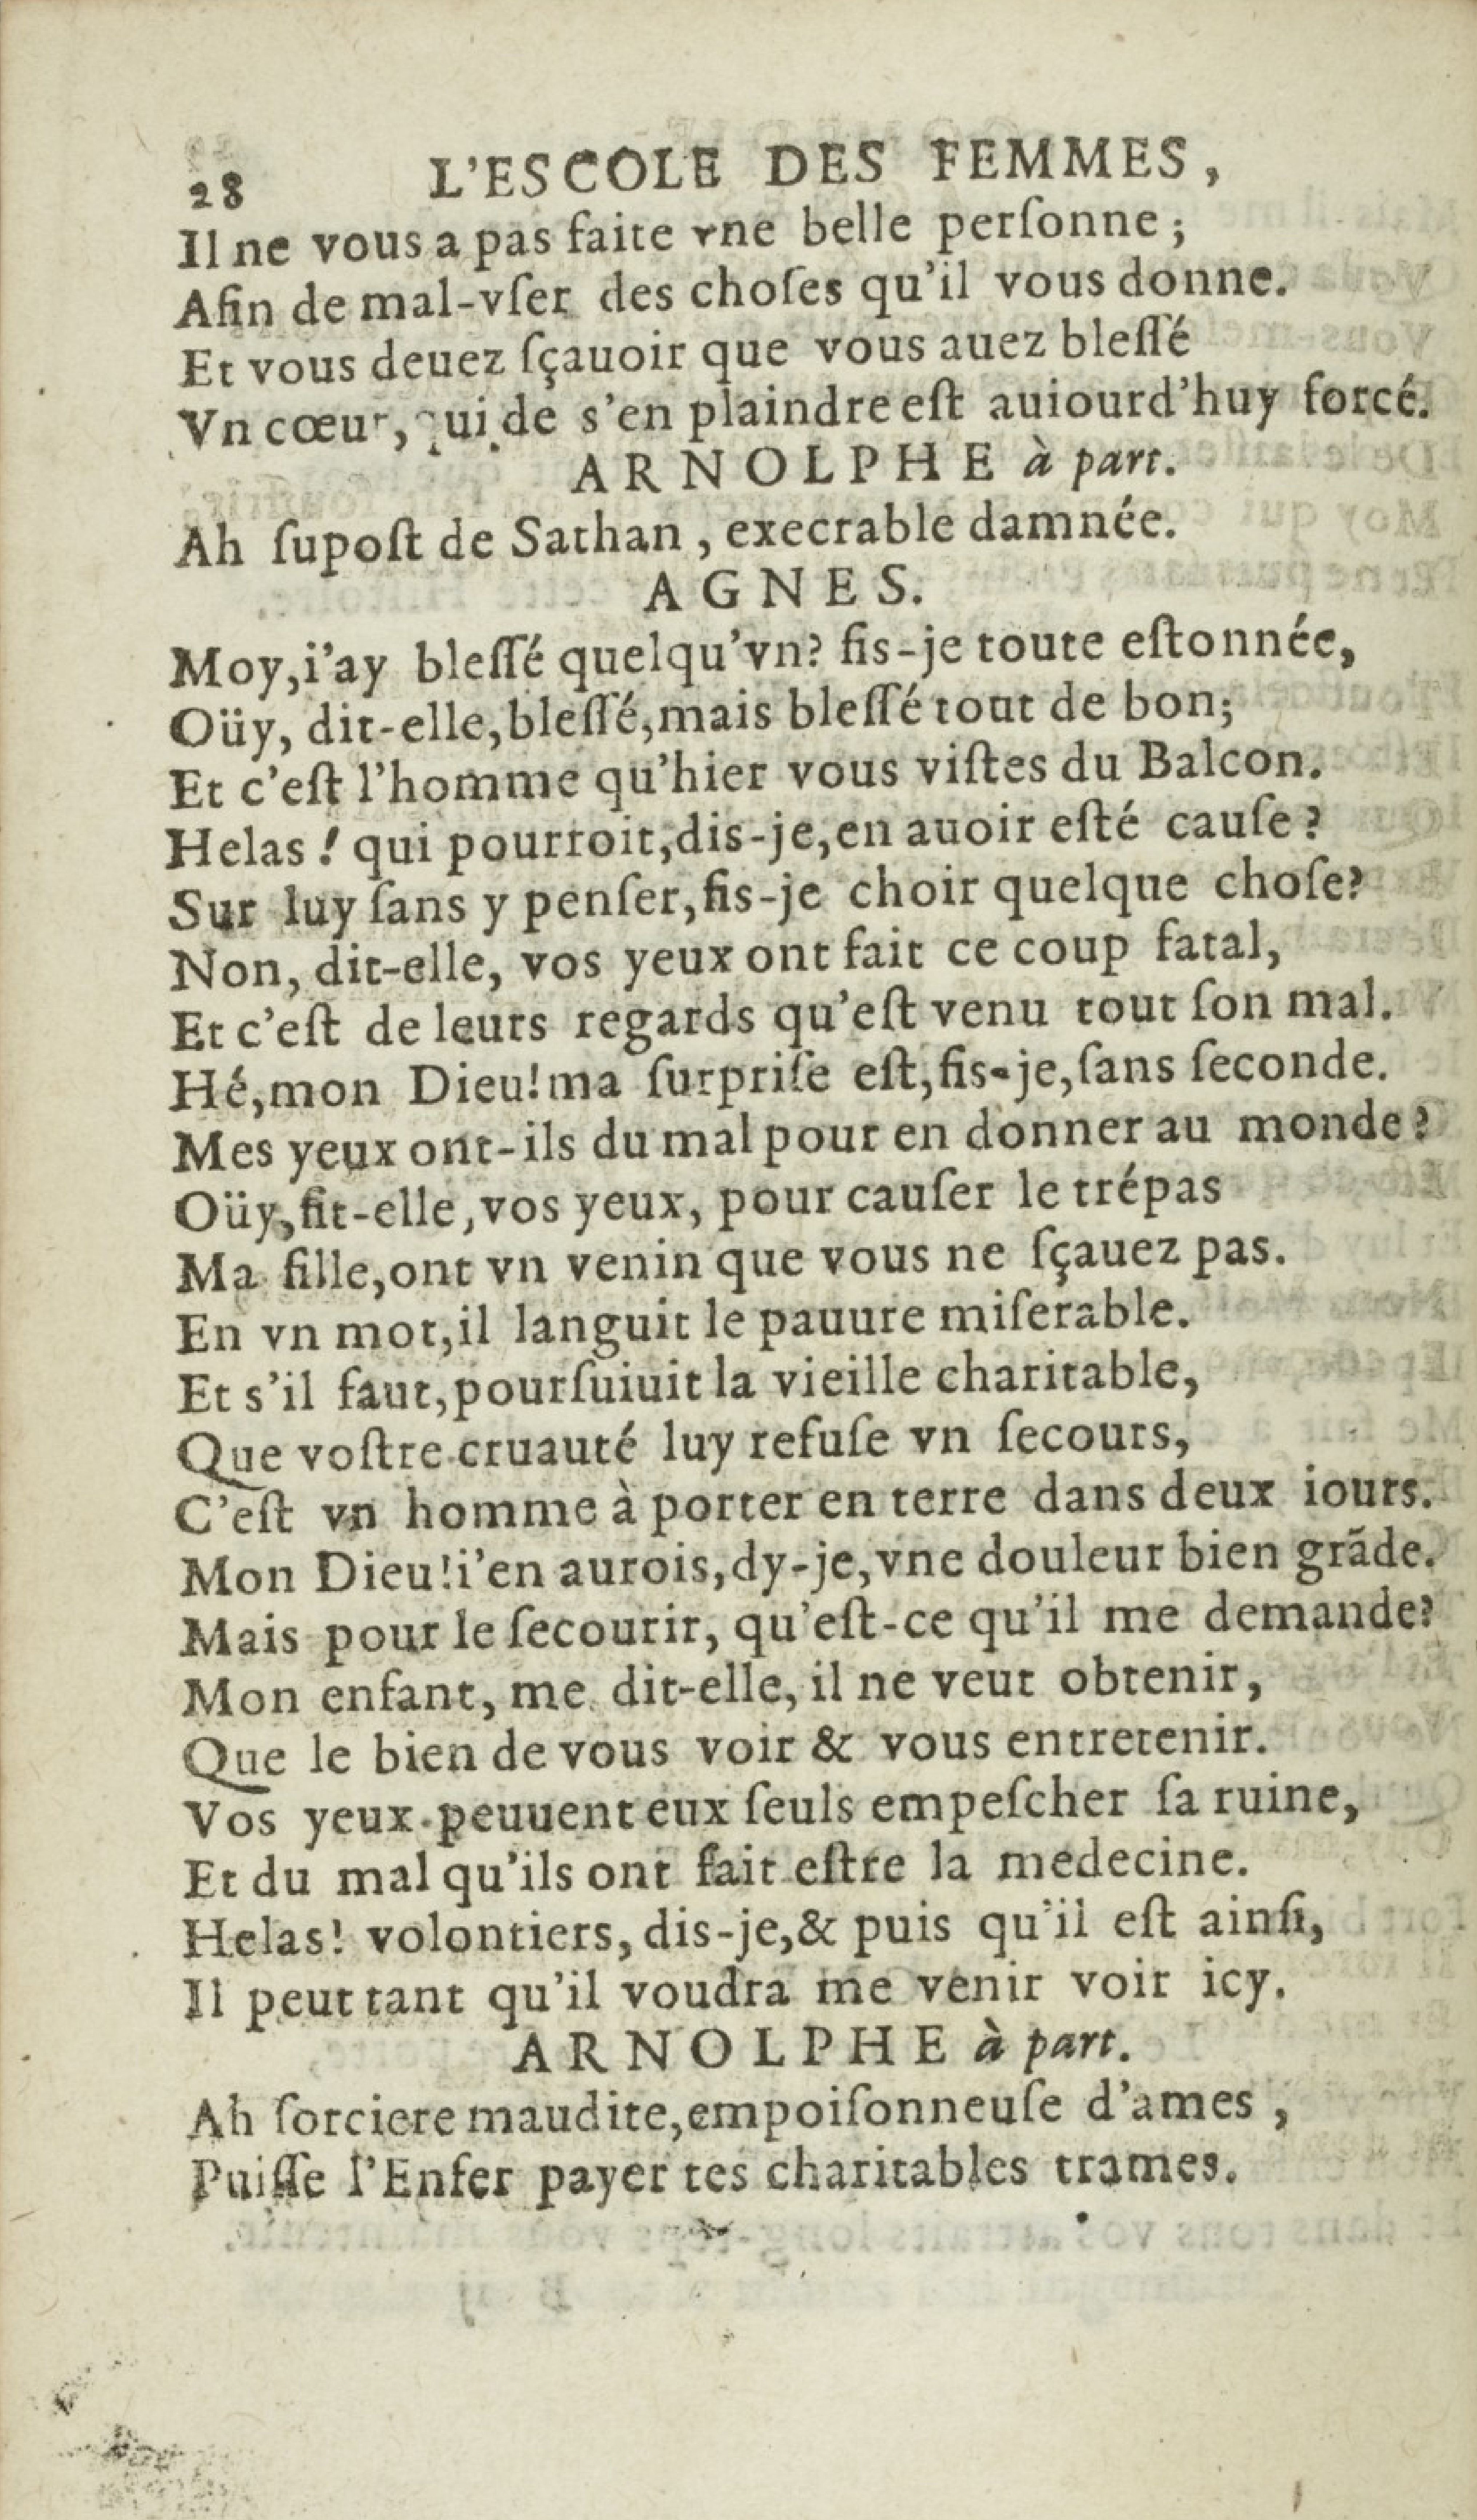 28 L'ESCOLE DES FEMMES,
Il ne vous a pas faite vne belle perſonne;
Afin de mal-vſer des choſes qu'il vous donne.
Et vous deuez ſçauoir que vous auez bleſſé
Vn cœur, qui de s'en plaindre eſt auiourd'huy forcé.
ARNOLPHE à part.
Ah ſupoſt de Sathan, execrable damnée.
AGNES.
Moy, i'ay bleſſé quelqu'vn? fis-je toute eſtonnée,
Oüy, dit-elle, bleſſé, mais bleſſé tout de bon;
Et c'eſt l'homme qu'hier vous viſtes du Balcon.
Helas! qui pourroit, dis-je, en auoir eſté cauſe?
Sur luy ſans y penſer, fis-je choir quelque choſe?
Non, dit-elle, vos yeux ont fait ce coup fatal,
Et c'eſt de leurs regards qu'eſt venu tout ſon mal.
Hé, mon Dieu! ma ſurpriſe eſt, fis-je, ſans ſeconde.
Mes yeux ont-ils du mal pour en donner au monde?
Oüy, fit-elle, vos yeux, pour cauſer le trépas
Ma fille, ont vn venin que vous ne ſçauez pas.
En vn mot, il languit le pauure miſerable.
Et s'il faut, pourſuiuit la vieille charitable,
Que voſtre cruauté luy refuſe vn ſecours,
C'eſt vn homme à porter en terre dans deux iours.
Mon Dieu! i'en aurois, dy-je, vne douleur bien grãde.
Mais pour le ſecourir, qu'eſt-ce qu'il me demande?
Mon enfant, me dit-elle, il ne veut obtenir,
Que le bien de vous voir & vous entretenir.
Vos yeux peuuent eux ſeuls empeſcher ſa ruine,
Et du mal qu'ils ont fait eſtre la medecine.
Helas! volontiers, dis-je, & puis qu'il eſt ainſi,
Il peut tant qu'il voudra me venir voir icy.
ARNOLPHE à part.
Ah ſorciere maudite, empoiſonneuſe d'ames,
Puiſſe l'Enfer payer tes charitables trames.